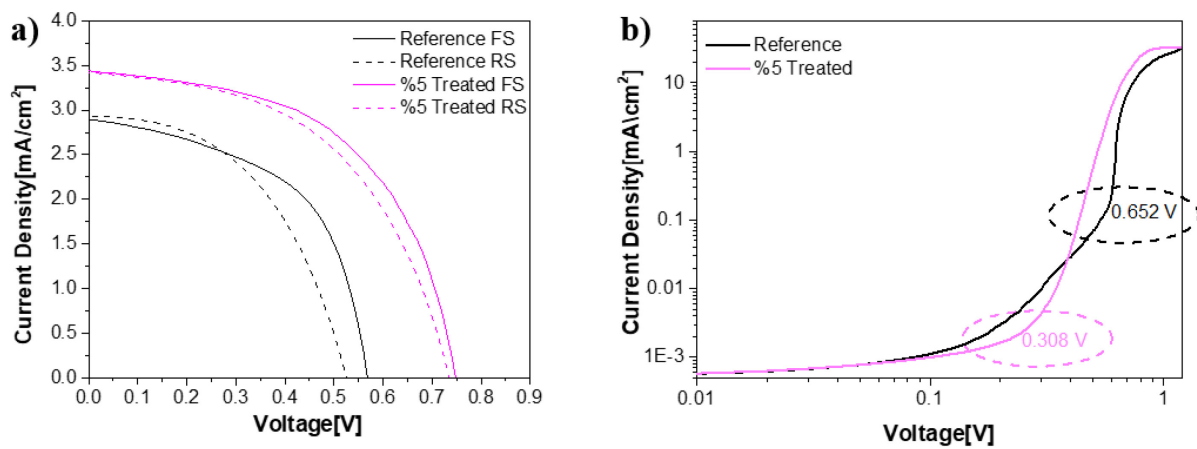 a)
4.0
3.5
3.0
2.5
2.0
1.5
1.0
0.5
0.0
Current Density[mA/cm²]
Reference FS
Reference RS
%5 Treated FS
%5 Treated RS
0.0 0.1 0.2 0.3 0.4 0.5 0.6 0.7 0.8 0.9
Voltage[V]
b)
10
1
0.1
0.01
1E-3
Current Density[mA\cm²]
Reference
%5 Treated
0.652 V
0.308 V
0.01 0.1 1
Voltage[V]